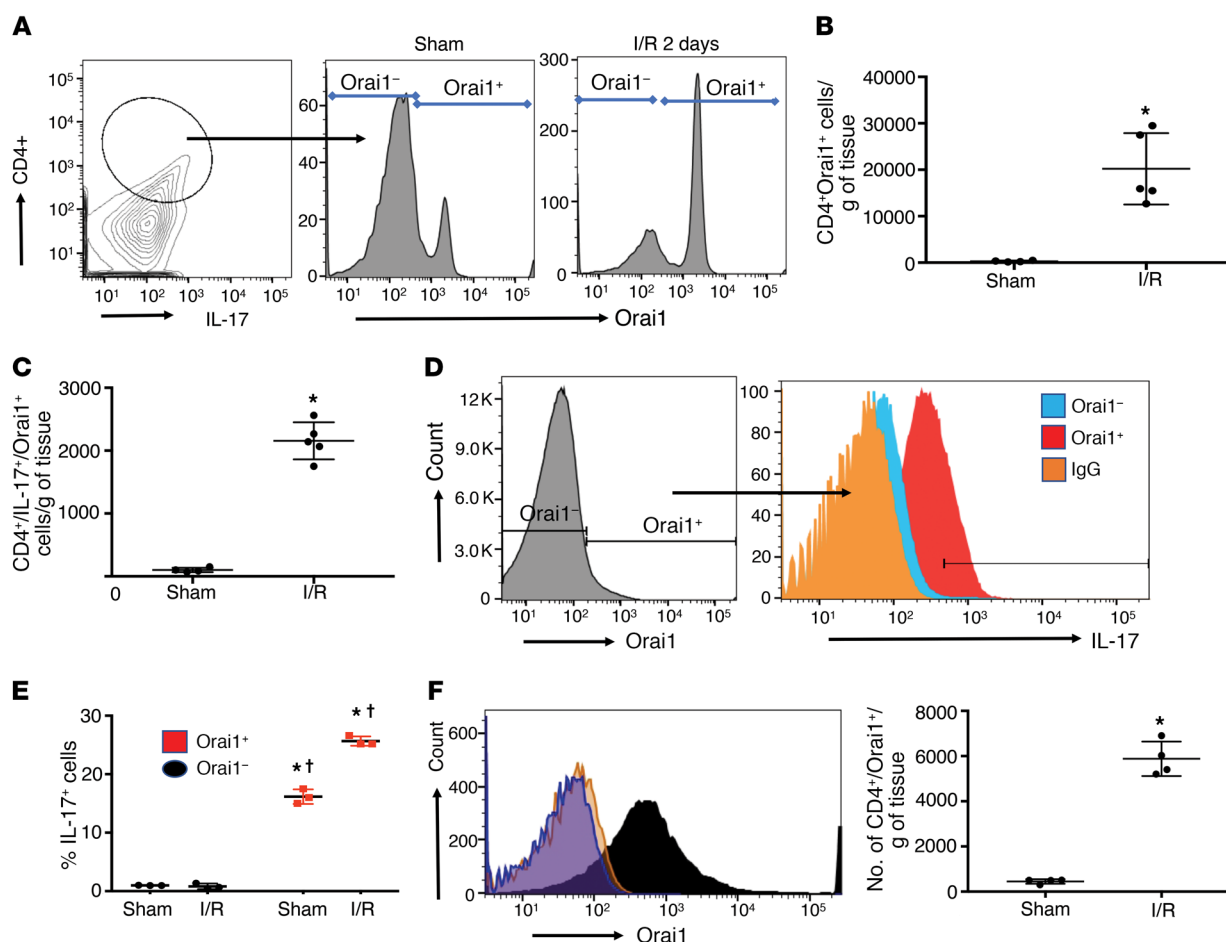 A
Sham
I/R 2 days
CD4+
10⁵
10⁴
10³
10²
10¹
10¹ 10² 10³ 10⁴ 10⁵
IL-17
Orai1⁻
Orai1⁺
60
40
20
0
10¹ 10² 10³ 10⁴ 10⁵
Orai1⁻
Orai1⁺
300
200
100
0
10¹ 10² 10³ 10⁴ 10⁵
Orai1
B
CD4⁺Orai1⁺ cells/
g of tissue
40000
30000
20000
10000
0
*
Sham
I/R
C
CD4⁺/IL-17⁺/Orai1⁺
cells/g of tissue
3000
2000
1000
0
*
Sham
I/R
D
Count
12K
9.0K
6.0K
3.0K
0
Orai1⁻
Orai1⁺
10¹ 10² 10³ 10⁴ 10⁵
Orai1
100
80
60
40
20
0
Orai1⁻
Orai1⁺
IgG
10¹ 10² 10³ 10⁴ 10⁵
IL-17
E
% IL-17⁺ cells
30
20
10
0
Orai1⁺
Orai1⁻
* †
* †
Sham I/R Sham I/R
F
Count
600
400
200
0
10¹ 10² 10³ 10⁴ 10⁵
Orai1
No. of CD4⁺/Orai1⁺/
g of tissue
8000
6000
4000
2000
0
*
Sham
I/R